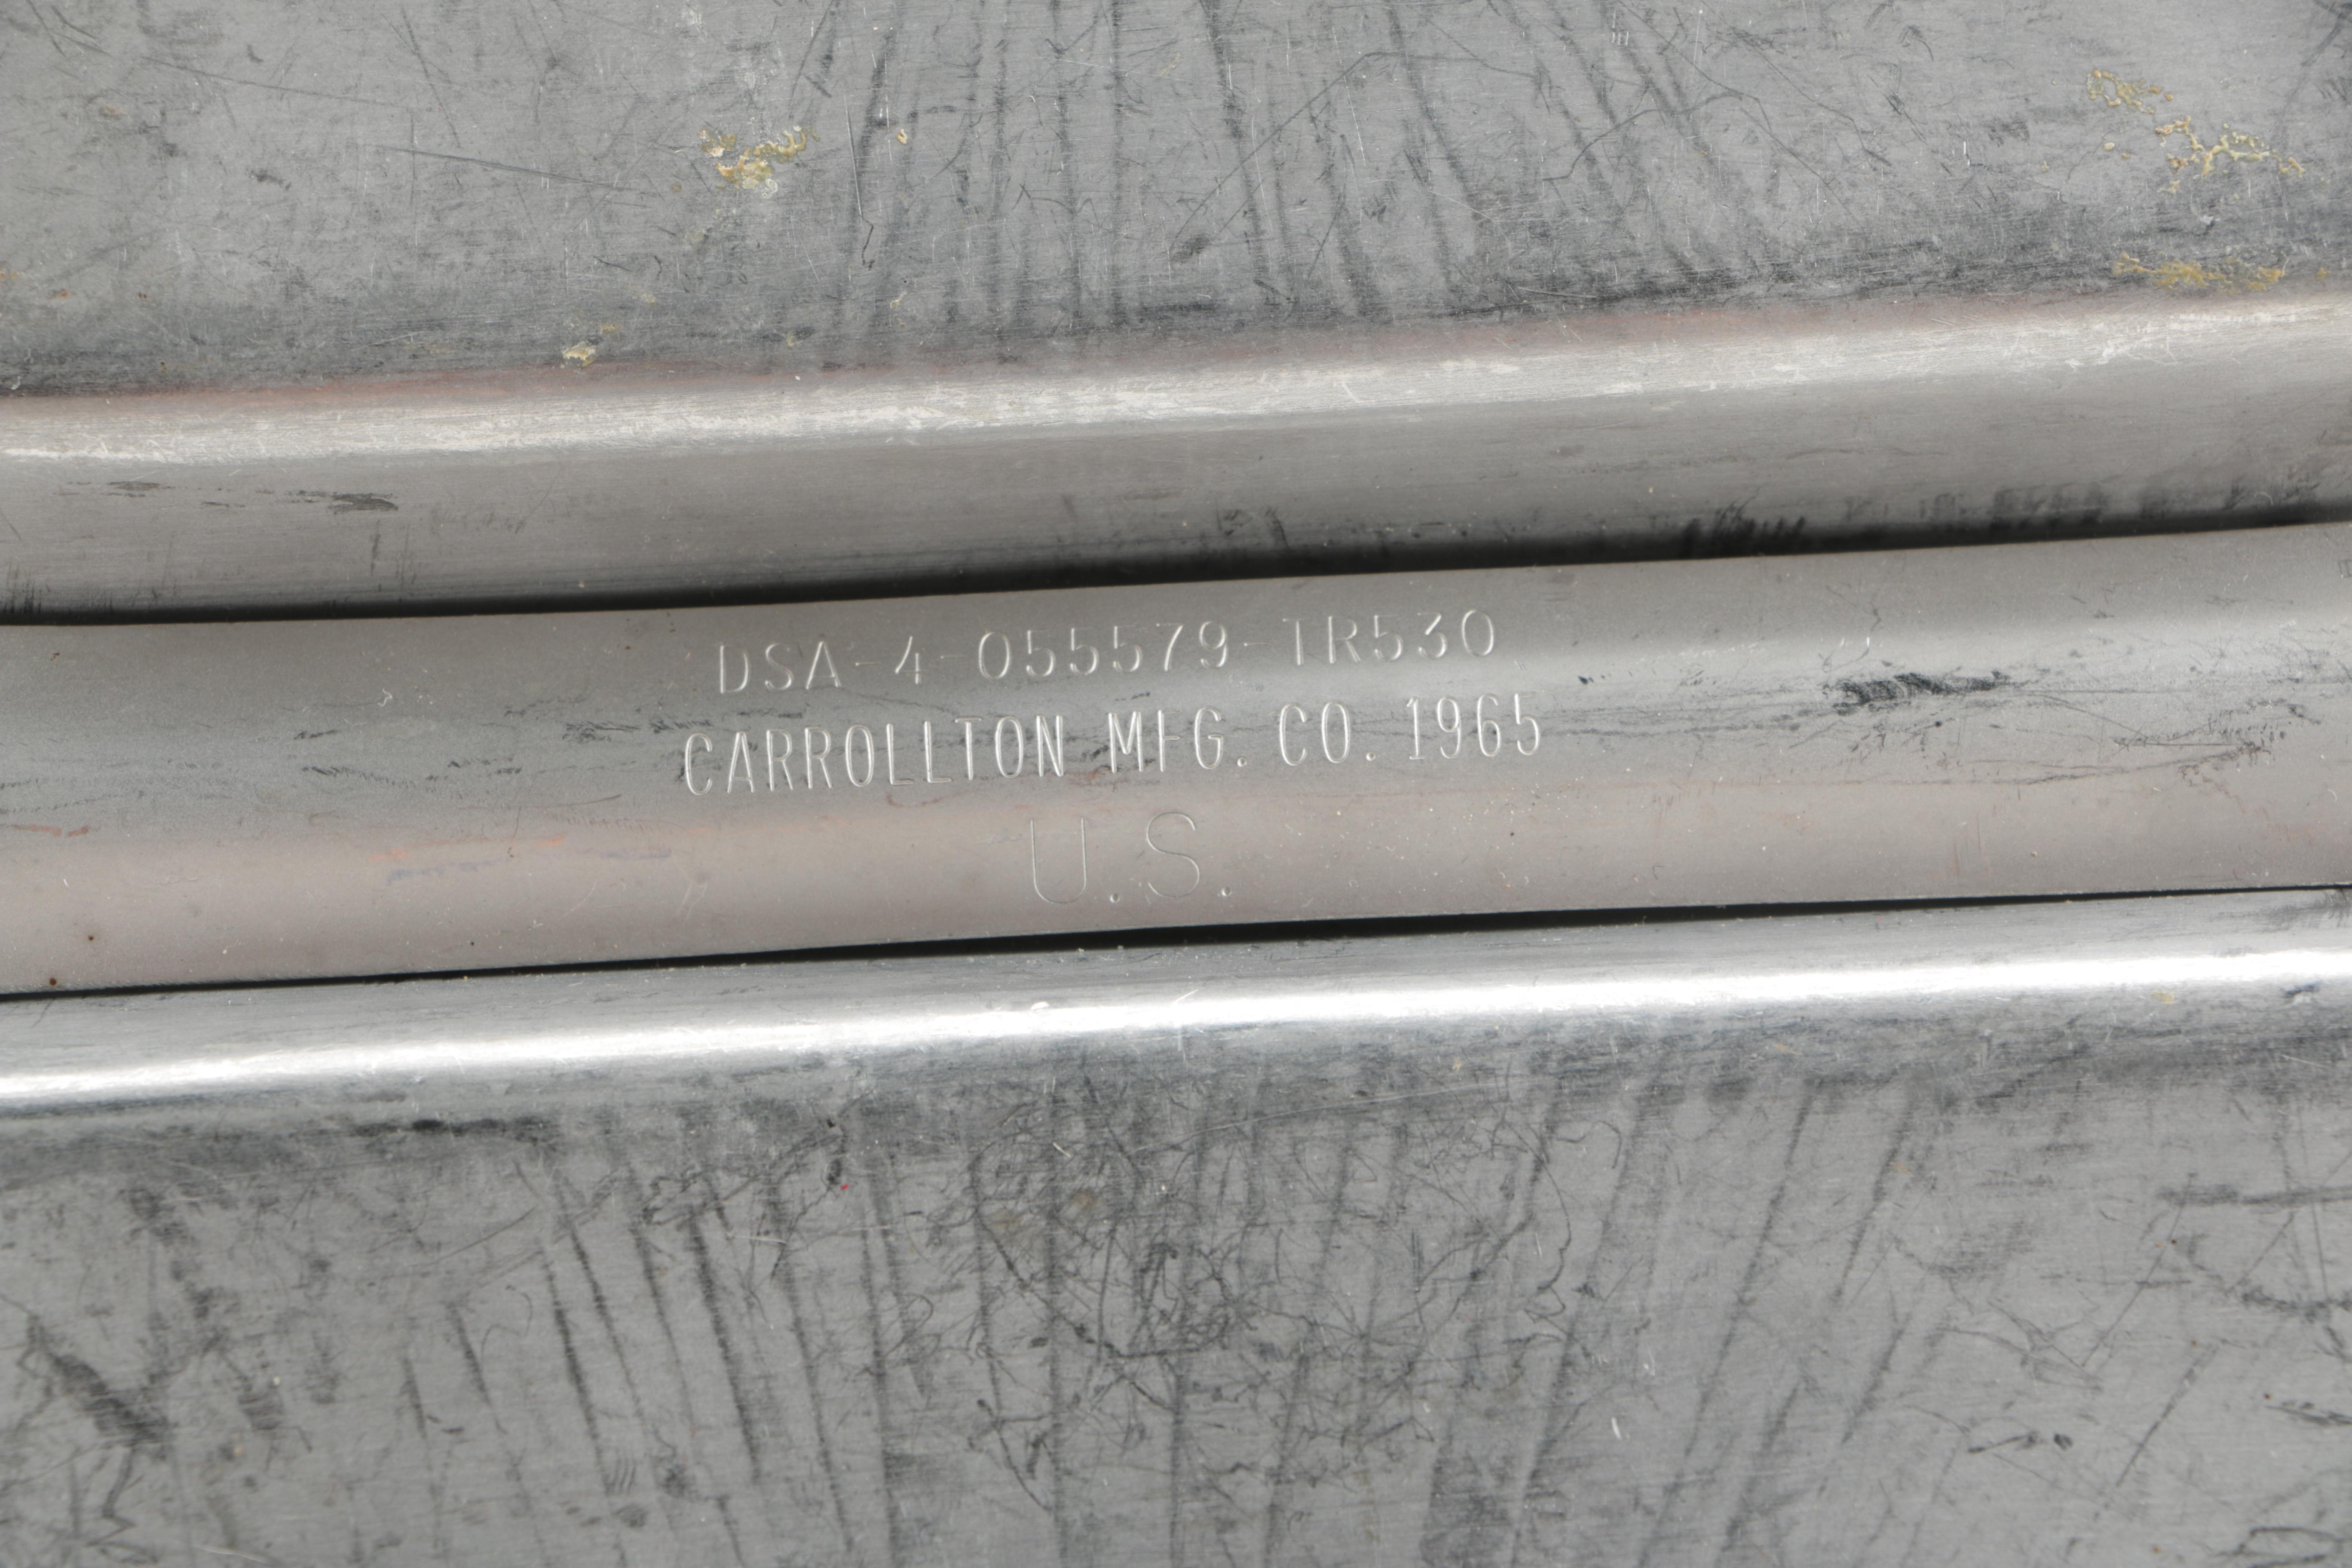 DSA-4-055579-TR530
CARROLLTON MFG. CO. 1965
U.S.